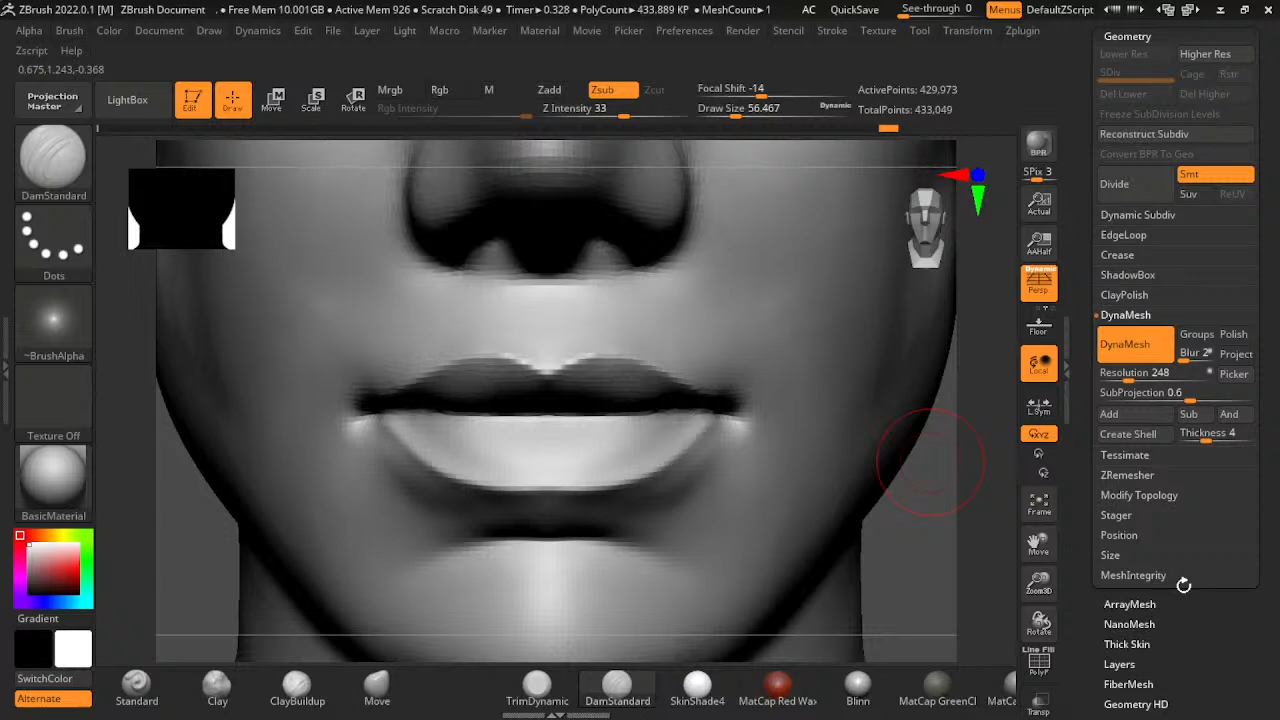 ZBrush 2022.0.1 [M] ZBrush Document . • Free Mem 10.001GB • Active Mem 926 • Scratch Disk 49 • Timer▸0.328 • PolyCount▸433.889 KP • MeshCount▸1 AC QuickSave See-through 0 Menus DefaultZScript
Alpha Brush Color Document Draw Dynamics Edit File Layer Light Macro Marker Material Movie Picker Preferences Render Stencil Stroke Texture Tool Transform Zplugin
Zscript Help
0.675,1.243,-0.368
Projection Master
LightBox
Edit
Draw
Move
Scale
Rotate
Mrgb Rgb M
Rgb Intensity
Zadd Zsub Zcut
Z Intensity 33
Focal Shift -14
Draw Size 56.467 Dynamic
ActivePoints: 429,973
TotalPoints: 433,049
DamStandard
Dots
~BrushAlpha
Texture Off
BasicMaterial
Gradient
SwitchColor
Alternate
Standard Clay ClayBuildup Move TrimDynamic DamStandard SkinShade4 MatCap Red Wax Blinn MatCap GreenCl MatCa
BPR
SPix 3
Actual
AAHalf
Dynamic
Persp
Floor
Local
L.Sym
XYZ
Frame
Move
Zoom3D
Rotate
Line Fill
PolyF
Transp
Geometry
Lower Res Higher Res
SDiv Cage Rstr
Del Lower Del Higher
Freeze SubDivision Levels
Reconstruct Subdiv
Convert BPR To Geo
Divide Smt
Suv ReUV
Dynamic Subdiv
EdgeLoop
Crease
ShadowBox
ClayPolish
DynaMesh
DynaMesh Groups Polish
Blur 2 Project
Resolution 248 Picker
SubProjection 0.6
Add Sub And
Create Shell Thickness 4
Tessimate
ZRemesher
Modify Topology
Stager
Position
Size
MeshIntegrity
ArrayMesh
NanoMesh
Thick Skin
Layers
FiberMesh
Geometry HD